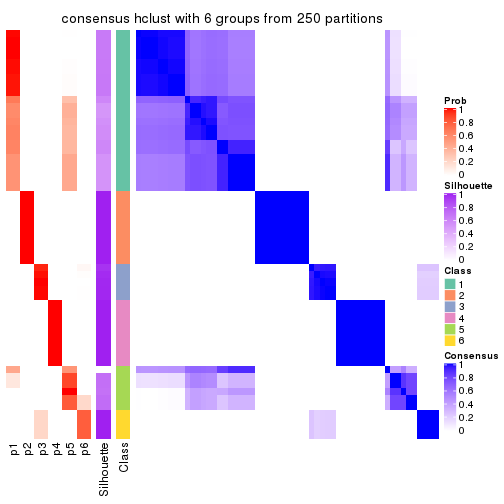 consensus hclust with 6 groups from 250 partitions
Prob
1
0.8
0.6
0.4
0.2
0
Silhouette
1
0.8
0.6
0.4
0.2
0
Class
1
2
3
4
5
6
Consensus
1
0.8
0.6
0.4
0.2
0
p1
p2
p3
p4
p5
p6
Silhouette
Class